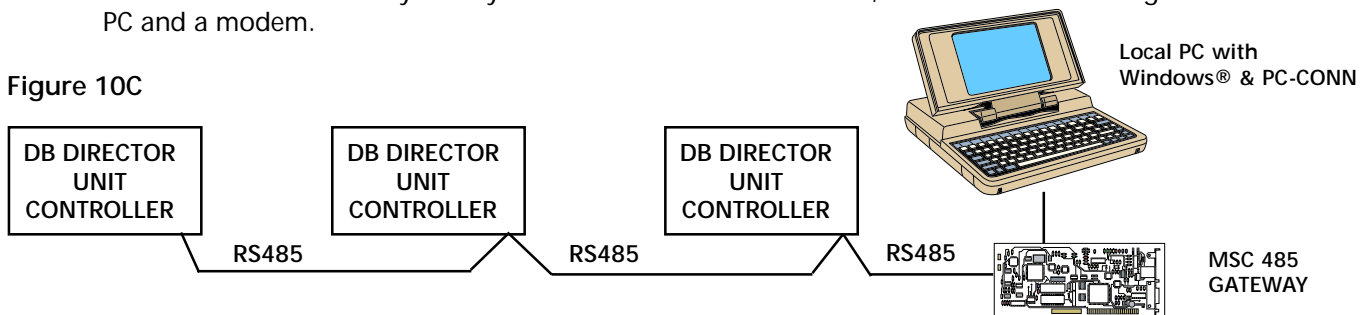 PC and a modem.
Figure 10C
Local PC with
Windows® & PC-CONN
DB DIRECTOR
UNIT
CONTROLLER
DB DIRECTOR
UNIT
CONTROLLER
DB DIRECTOR
UNIT
CONTROLLER
RS485
RS485
RS485
MSC 485
GATEWAY